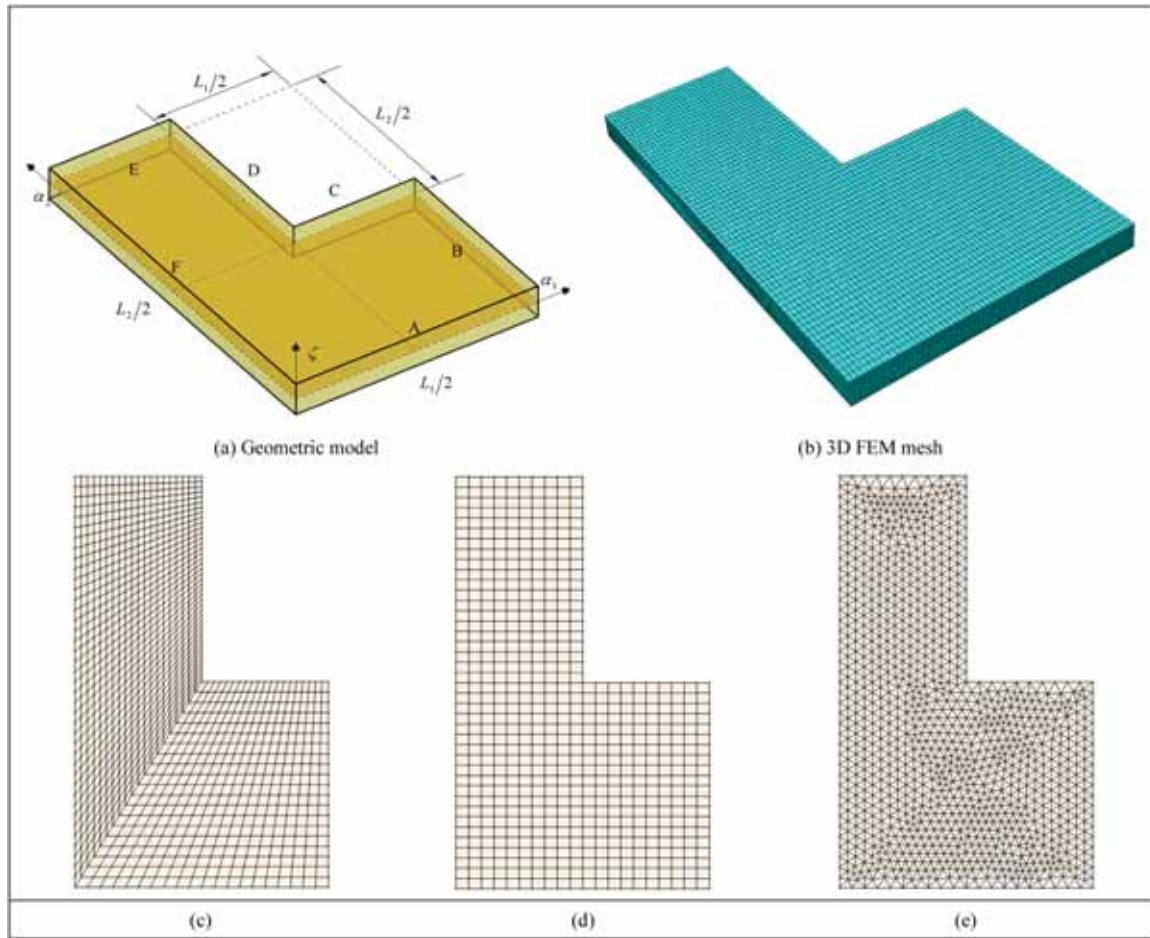 L₁/2
L₂/2
E
D
C
α₂
B
F
α₁
L₂/2
A
ζ
L₁/2
(a) Geometric model
(b) 3D FEM mesh
(c)
(d)
(e)